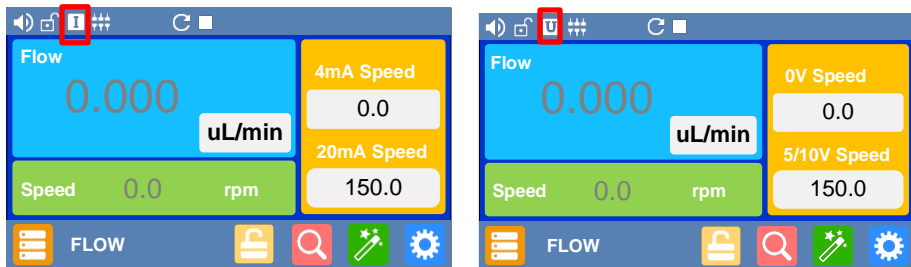 I
Flow
0.000
uL/min
4mA Speed
0.0
20mA Speed
150.0
Speed 0.0 rpm
FLOW
U
Flow
0.000
uL/min
0V Speed
0.0
5/10V Speed
150.0
Speed 0.0 rpm
FLOW